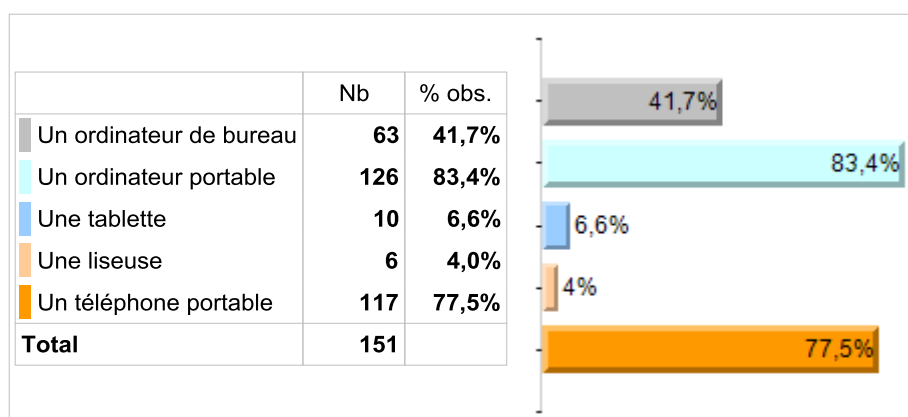 Nb % obs.
Un ordinateur de bureau 63 41,7%
Un ordinateur portable 126 83,4%
Une tablette 10 6,6%
Une liseuse 6 4,0%
Un téléphone portable 117 77,5%
Total 151
41,7%
83,4%
6,6%
4%
77,5%